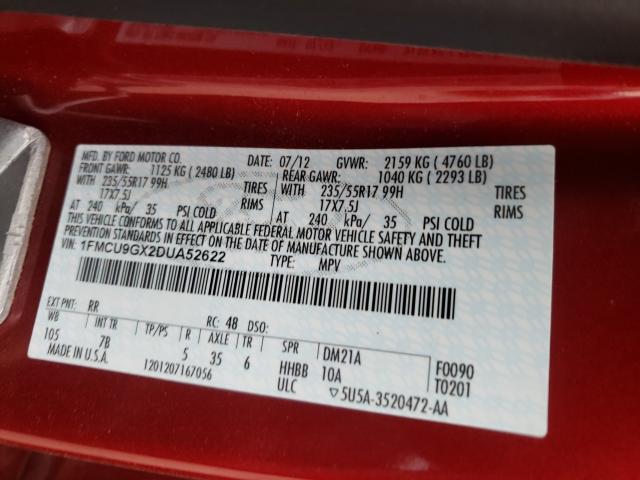 MFD. BY FORD MOTOR CO.
DATE: 07/12 GVWR: 2159 KG ( 4760 LB)
FRONT GAWR: 1125 KG ( 2480 LB) REAR GAWR: 1040 KG ( 2293 LB)
WITH 235/55R17 99H TIRES WITH 235/55R17 99H TIRES
17X7.5J RIMS 17X7.5J RIMS
AT 240 kPa/ 35 PSI COLD AT 240 kPa/ 35 PSI COLD
THIS VEHICLE CONFORMS TO ALL APPLICABLE FEDERAL MOTOR VEHICLE SAFETY AND THEFT
PREVENTION STANDARDS IN EFFECT ON THE DATE OF MANUFACTURE SHOWN ABOVE.
VIN: 1FMCU9GX2DUA52622 TYPE: MPV
EXT PNT: RR RC: 48 DSO:
WB INT TR TP/PS R AXLE TR SPR DM21A F0090
105 7B 5 35 6 HHBB 10A T0201
MADE IN U.S.A. 1201207167056 ULC ▽5U5A-3520472-AA